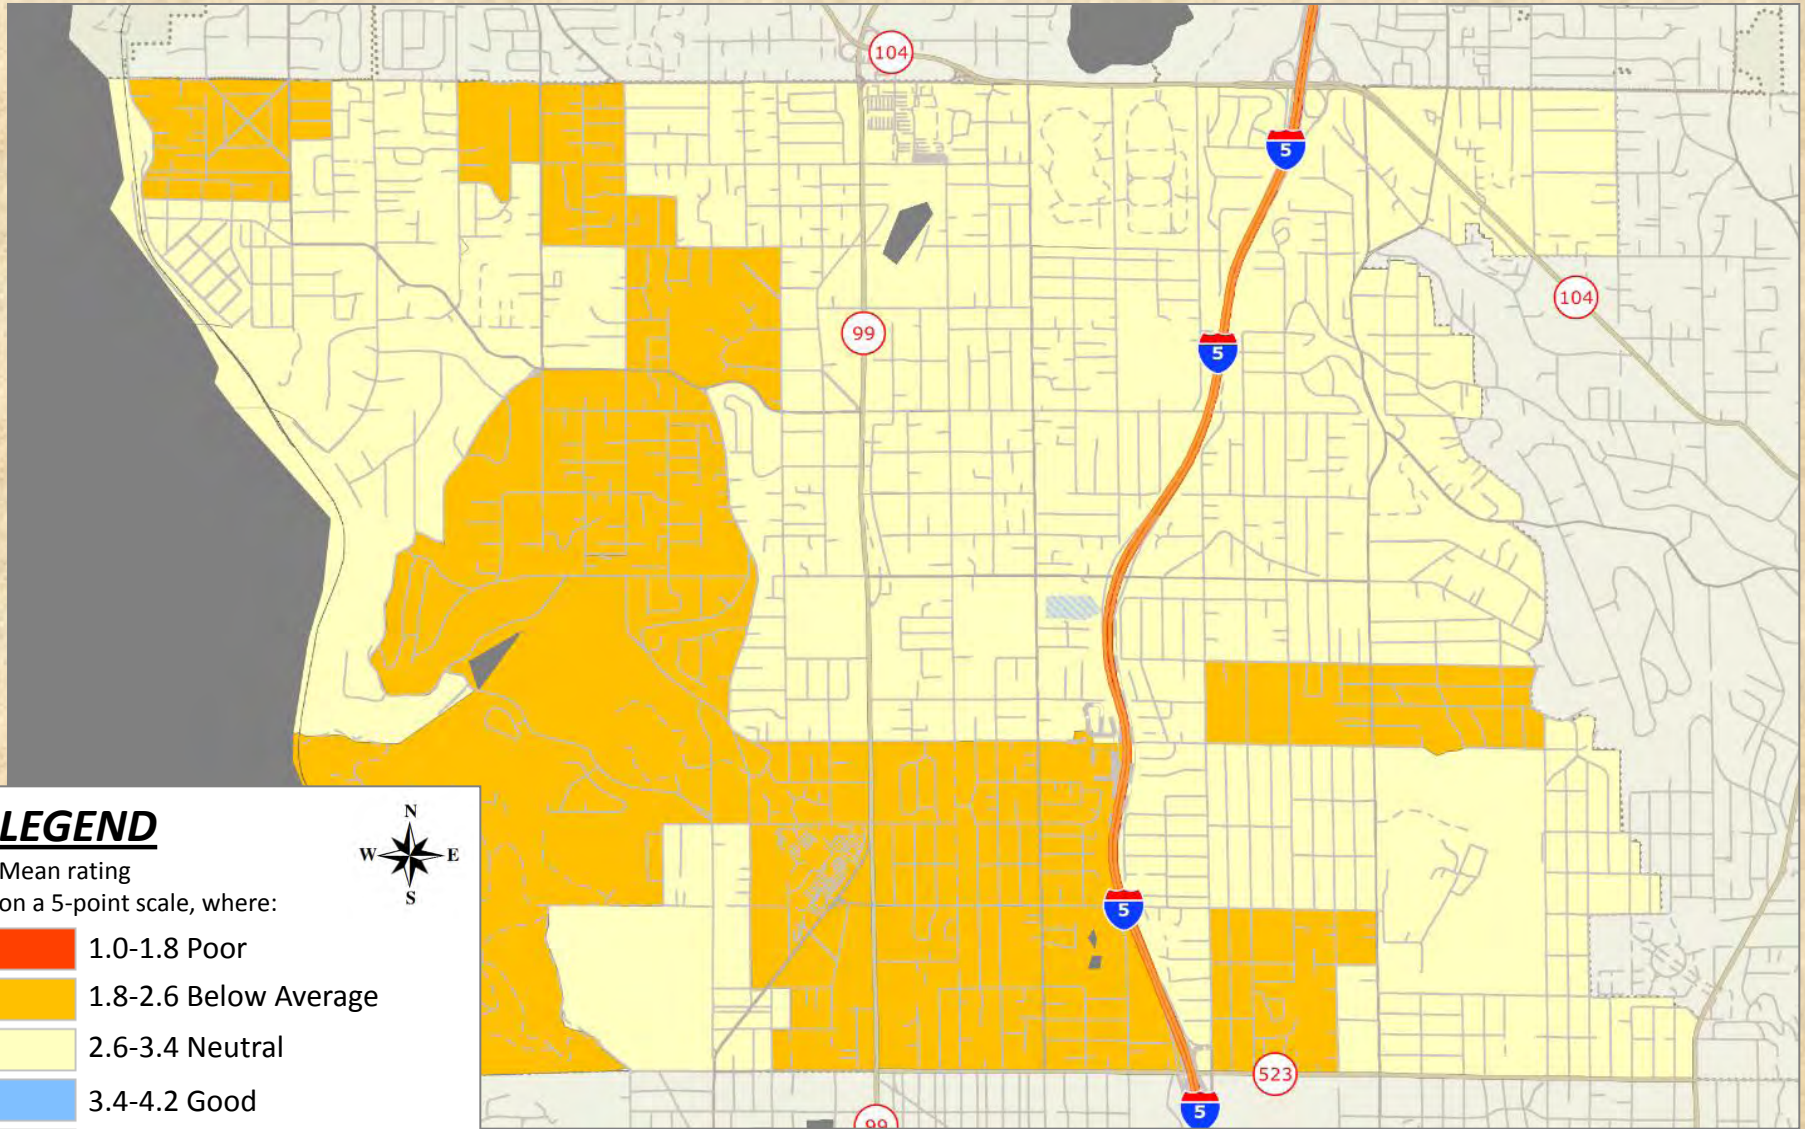 104
5
104
99
5
5
523
5
99
LEGEND
Mean rating
on a 5-point scale, where:
N
W E
S
1.0-1.8 Poor
1.8-2.6 Below Average
2.6-3.4 Neutral
3.4-4.2 Good